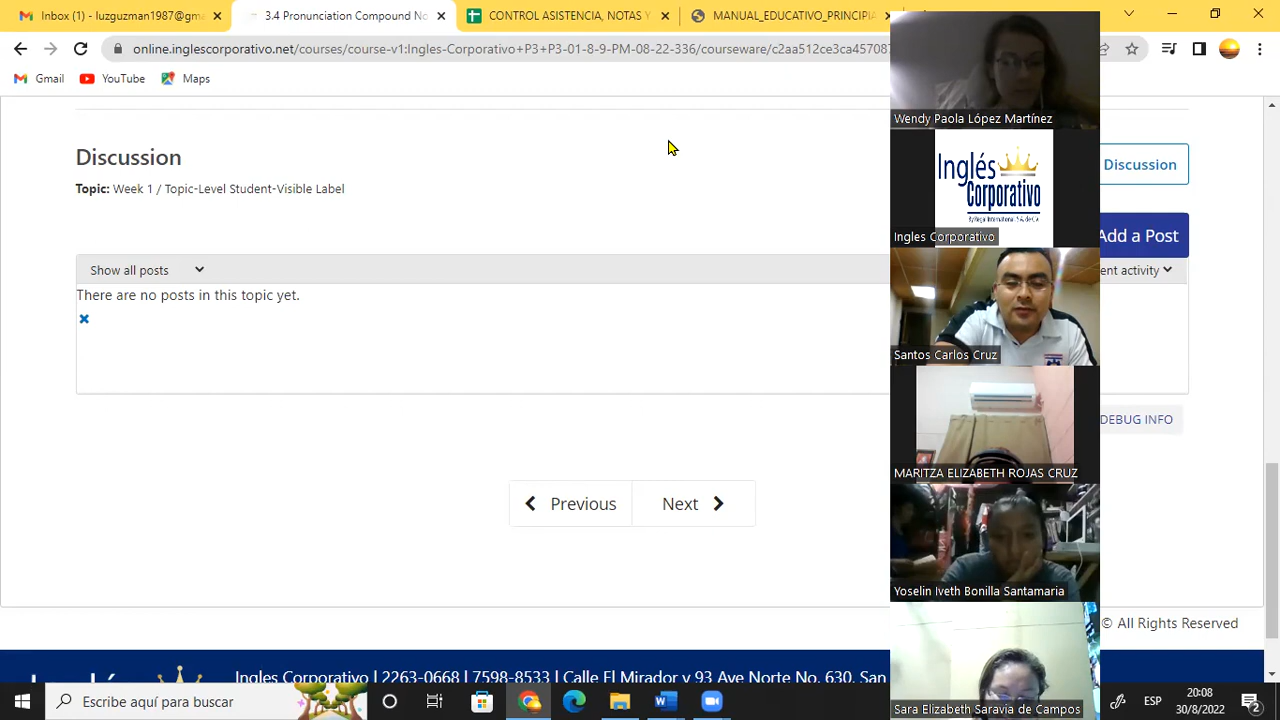 Inbox (1) - luzguzman1987@gm
3.4 Pronunciation Compound No
CONTROL ASISTENCIA, NOTAS Y
MANUAL_EDUCATIVO_PRINCIPIA
online.inglescorporativo.net/courses/course-v1:Ingles-Corporativo+P3+P3-01-8-9-PM-08-22-336/courseware/c2aa512ce3ca45708
Gmail
YouTube
Maps
Discussion
Topic: Week 1 / Topic-Level Student-Visible Label
Discussion
Add a Post
Show all posts
ent activity
There are no posts in this topic yet.
DEBUG INFO
Previous
Next
© All Rights Reserved
Ingles Corporativo | 2263-0668 | 7598-8533 | Calle El Mirador y 93 Ave Norte No. 630, San
Wendy Paola López Martínez
Inglés
Corporativo
Ingles Corporativo
Santos Carlos Cruz
MARITZA ELIZABETH ROJAS CRUZ
Yoselin Iveth Bonilla Santamaria
Sara Elizabeth Saravia de Campos
Escribe aquí para buscar
ESP
20:08
30/8/2022
2